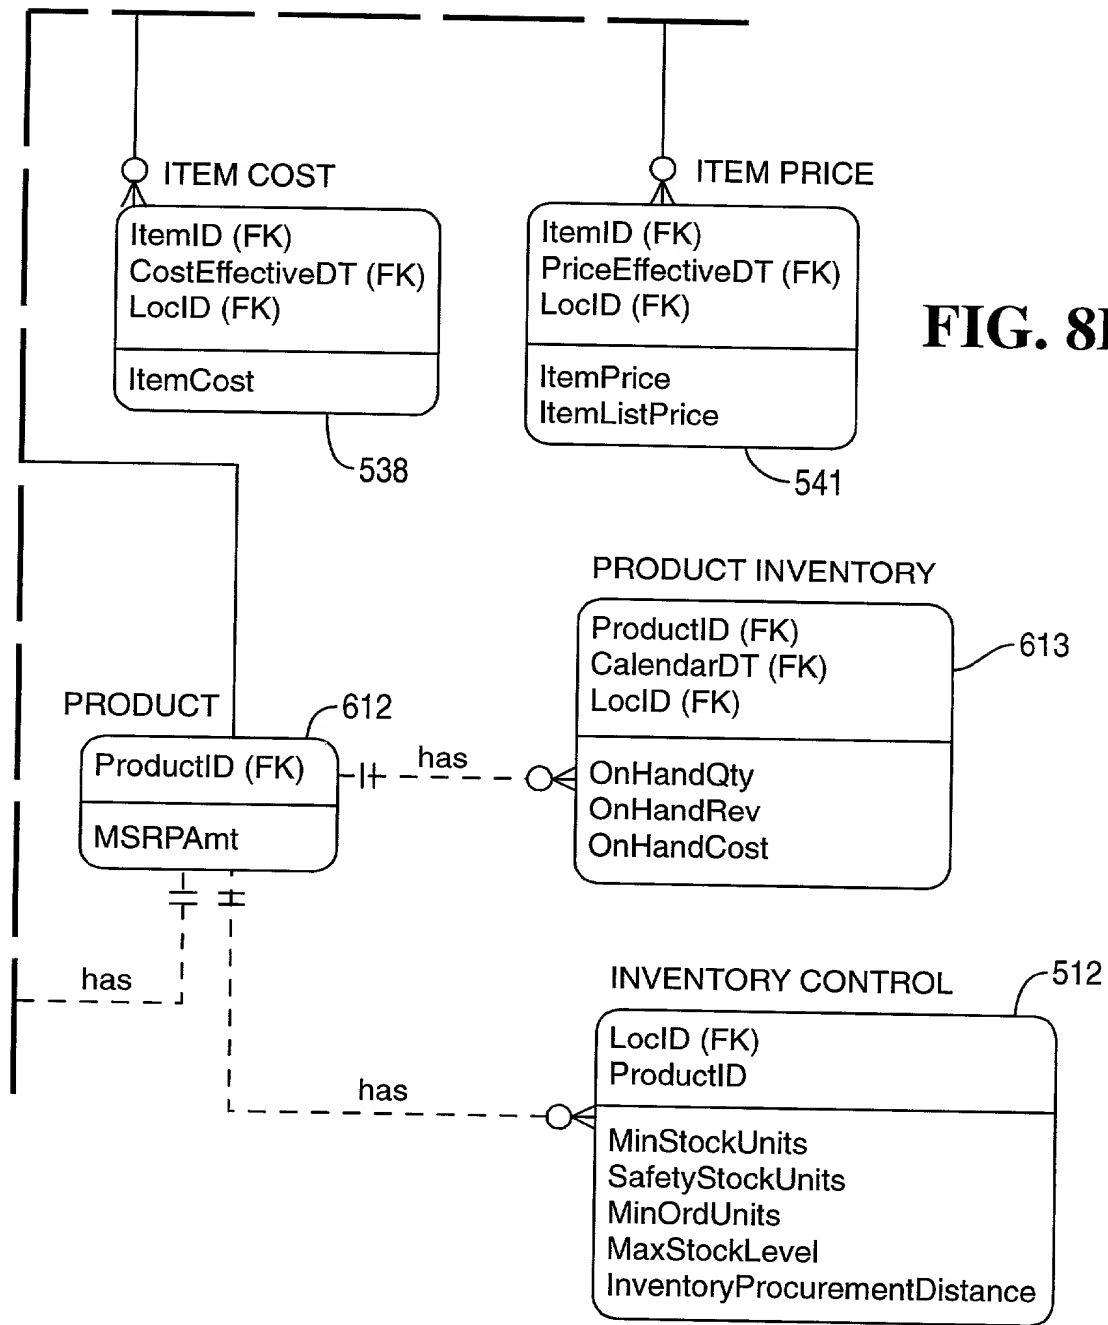 ITEM COST
ItemID (FK)
CostEffectiveDT (FK)
LocID (FK)
ItemCost
538
ITEM PRICE
ItemID (FK)
PriceEffectiveDT (FK)
LocID (FK)
ItemPrice
ItemListPrice
541
FIG. 8
PRODUCT INVENTORY
ProductID (FK)
CalendarDT (FK)
LocID (FK)
OnHandQty
OnHandRev
OnHandCost
613
PRODUCT
612
ProductID (FK)
MSRPAmt
has
has
has
INVENTORY CONTROL
512
LocID (FK)
ProductID
MinStockUnits
SafetyStockUnits
MinOrdUnits
MaxStockLevel
InventoryProcurementDistance